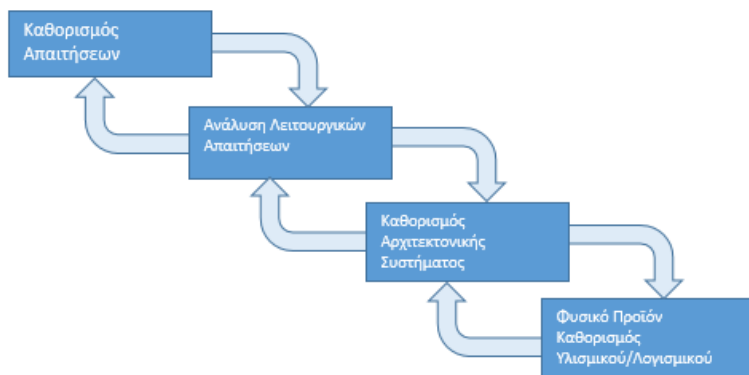 Καθορισμός
Απαιτήσεων
Ανάλυση Λειτουργικών
Απαιτήσεων
Καθορισμός
Αρχιτεκτονικής
Συστήματος
Φυσικό Προϊόν
Καθορισμός
Υλισμικού/Λογισμικού